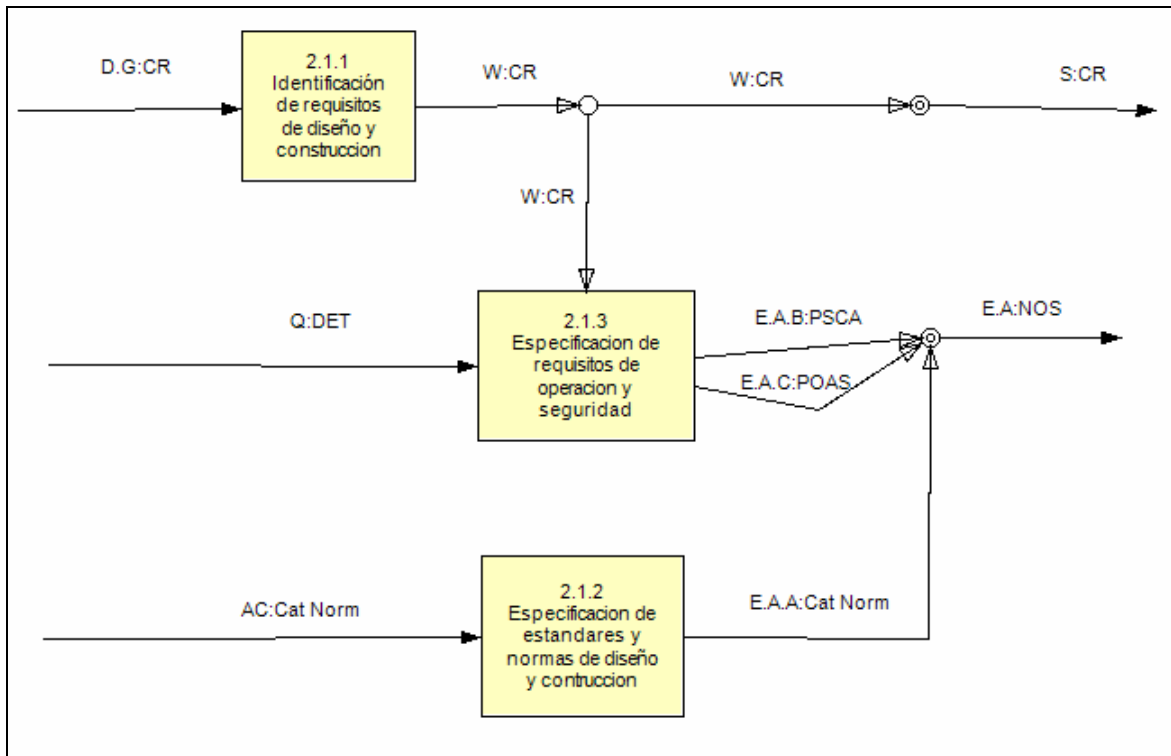 D.G:CR
2.1.1
Identificación
de requisitos
de diseño y
construccion
W:CR
W:CR
S:CR
W:CR
Q:DET
2.1.3
Especificacion de
requisitos de
operacion y
seguridad
E.A.B:PSCA
E.A.C:POAS
E.A:NOS
AC:Cat Norm
2.1.2
Especificacion de
estandares y
normas de diseño
y contruccion
E.A.A:Cat Norm